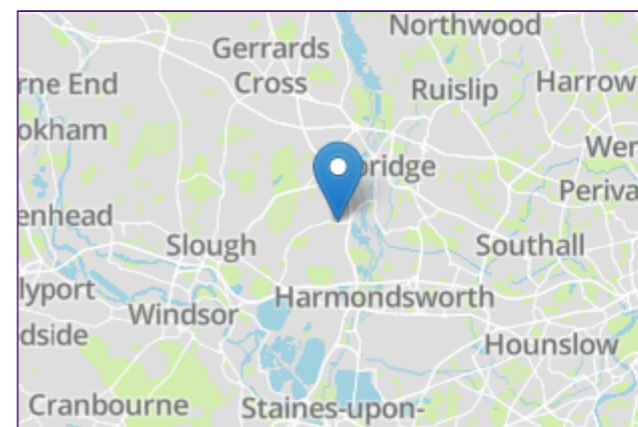 Northwood
Gerrards
Cross
rne End
Ruislip
Harrow
okham
Wer
bridge
Periva
enhead
Slough
Southall
lyport
Harmondsworth
Windsor
dside
Hounslow
Cranbourne
Staines-upon-